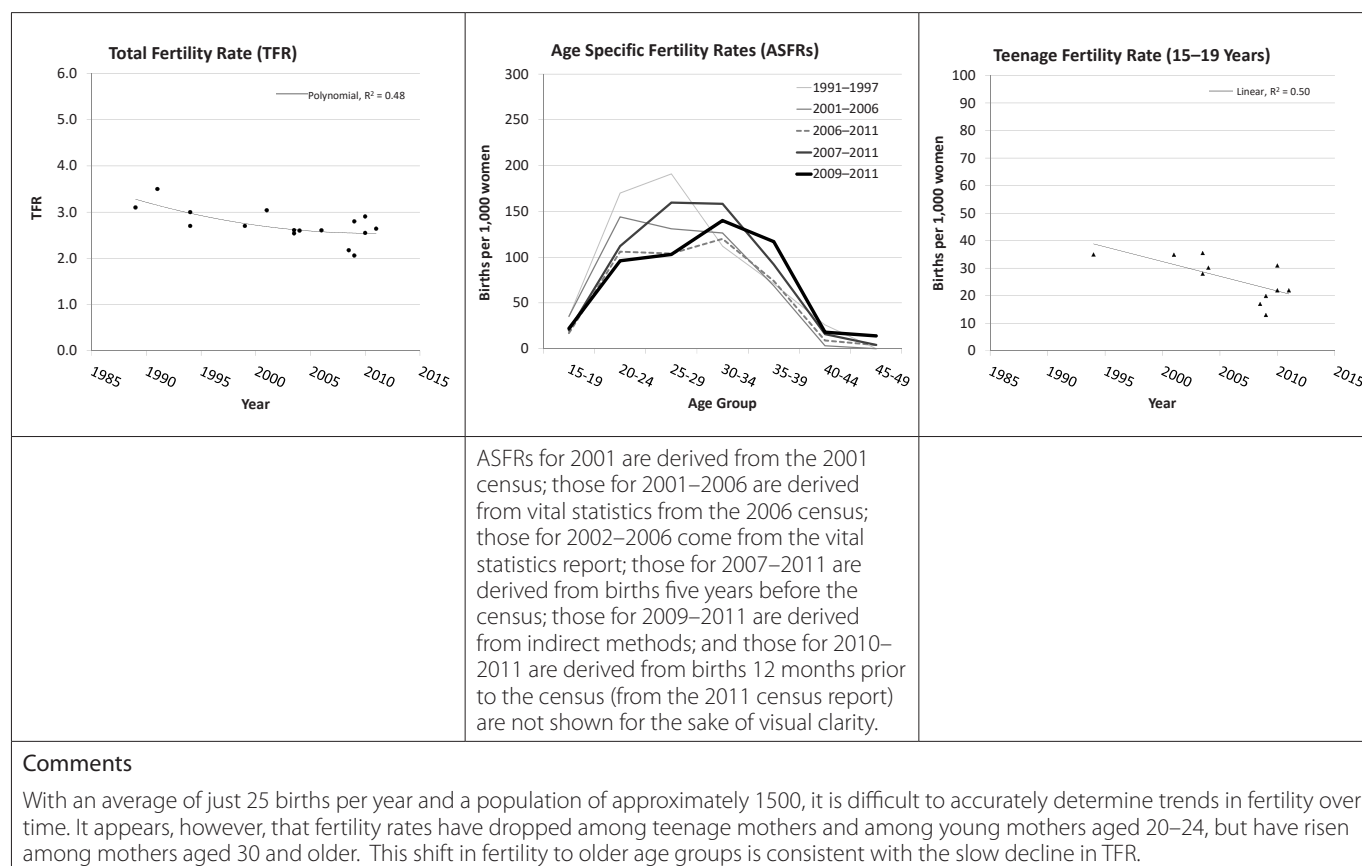 Total Fertility Rate (TFR)
6.0
5.0
4.0
3.0
2.0
1.0
0.0
TFR
Polynomial, R² = 0.48
1985
1990
1995
2000
2005
2010
2015
Year
Age Specific Fertility Rates (ASFRs)
300
250
200
150
100
50
0
Births per 1,000 women
1991–1997
2001–2006
2006–2011
2007–2011
2009–2011
15-19
20-24
25-29
30-34
35-39
40-44
45-49
Age Group
Teenage Fertility Rate (15–19 Years)
100
90
80
70
60
50
40
30
20
10
0
Births per 1,000 women
Linear, R² = 0.50
1985
1990
1995
2000
2005
2010
2015
Year
ASFRs for 2001 are derived from the 2001
census; those for 2001–2006 are derived
from vital statistics from the 2006 census;
those for 2002–2006 come from the vital
statistics report; those for 2007–2011 are
derived from births five years before the
census; those for 2009–2011 are derived
from indirect methods; and those for 2010–
2011 are derived from births 12 months prior
to the census (from the 2011 census report)
are not shown for the sake of visual clarity.
Comments
With an average of just 25 births per year and a population of approximately 1500, it is difficult to accurately determine trends in fertility over
time. It appears, however, that fertility rates have dropped among teenage mothers and among young mothers aged 20–24, but have risen
among mothers aged 30 and older. This shift in fertility to older age groups is consistent with the slow decline in TFR.